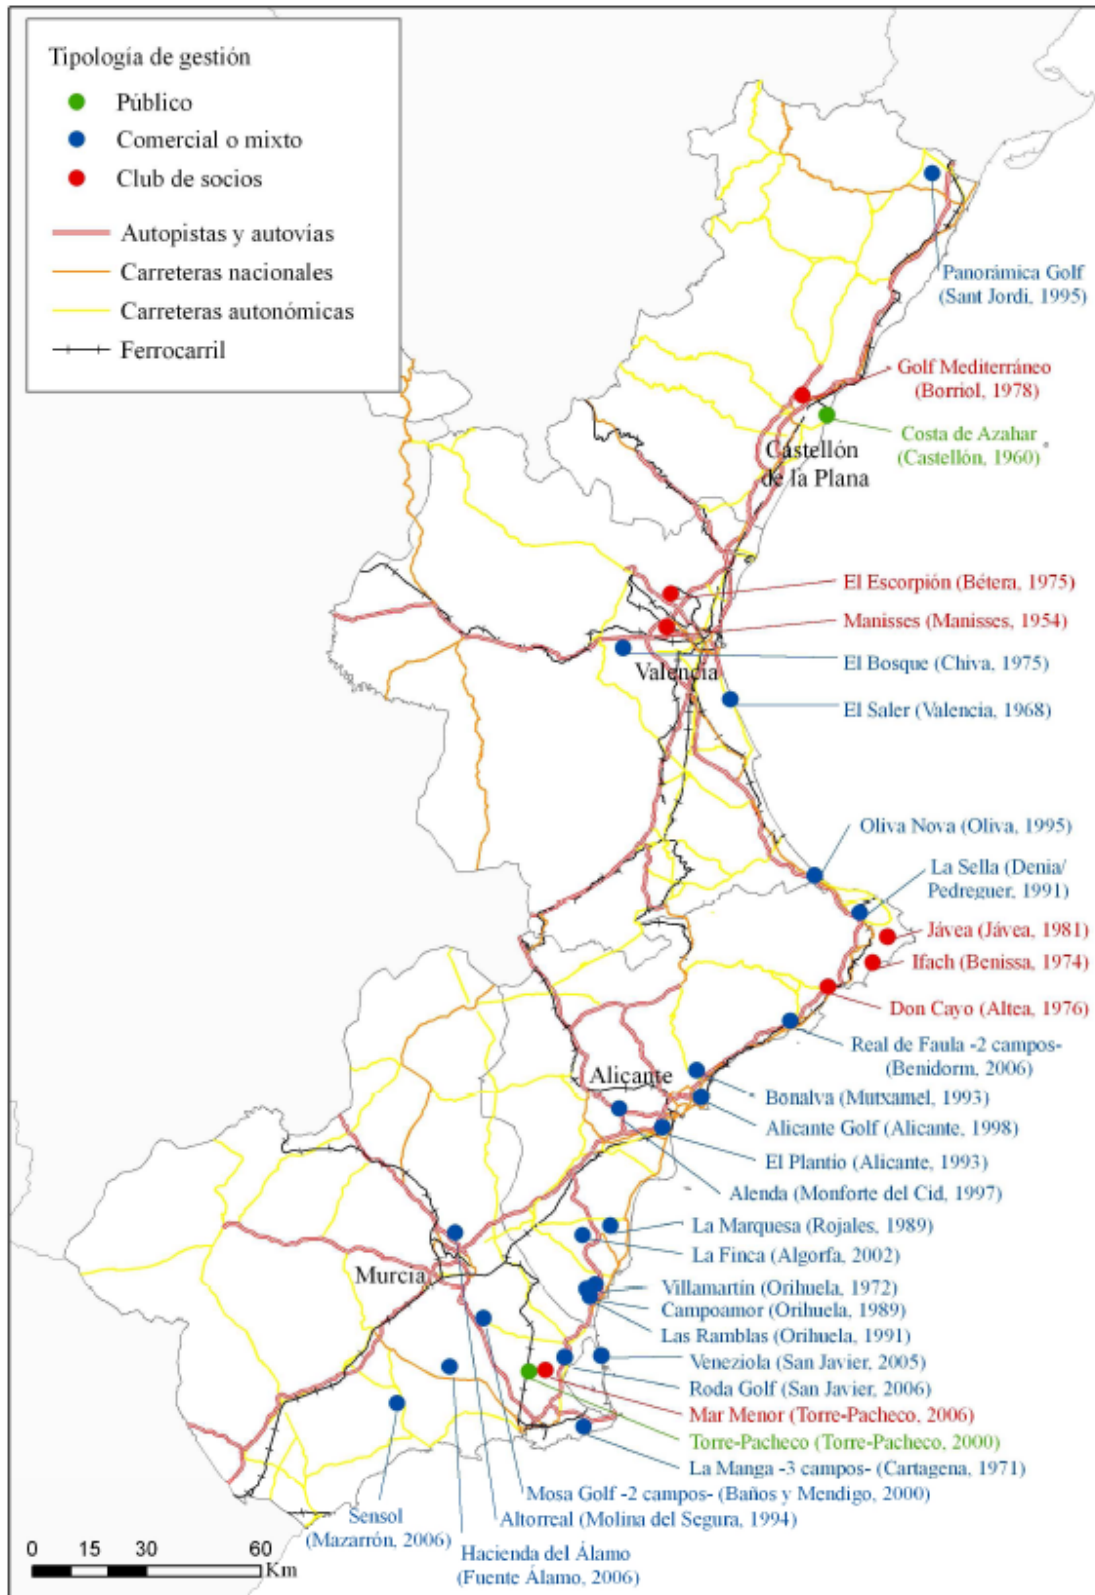 Tipología de gestión
Público
Comercial o mixto
Club de socios
Autopistas y autovías
Carreteras nacionales
Carreteras autonómicas
Ferrocarril
Panorámica Golf
(Sant Jordi, 1995)
Golf Mediterráneo
(Borriol, 1978)
Costa de Azahar
(Castellón, 1960)
Castellón
de la Plana
El Escorpión (Bétera, 1975)
Manisses (Manisses, 1954)
El Bosque (Chiva, 1975)
Valencia
El Saler (Valencia, 1968)
Oliva Nova (Oliva, 1995)
La Sella (Denia/
Pedreguer, 1991)
Jávea (Jávea, 1981)
Ifach (Benissa, 1974)
Don Cayo (Altea, 1976)
Real de Faula -2 campos-
(Benidorm, 2006)
Alicante
Bonalva (Mutxamel, 1993)
Alicante Golf (Alicante, 1998)
El Plantio (Alicante, 1993)
Alenda (Monforte del Cid, 1997)
La Marquesa (Rojales, 1989)
La Finca (Algorfa, 2002)
Murcia
Villamartín (Orihuela, 1972)
Campoamor (Orihuela, 1989)
Las Ramblas (Orihuela, 1991)
Veneziola (San Javier, 2005)
Roda Golf (San Javier, 2006)
Mar Menor (Torre-Pacheco, 2006)
Torre-Pacheco (Torre-Pacheco, 2000)
La Manga -3 campos- (Cartagena, 1971)
Mosa Golf -2 campos- (Baños y Mendigo, 2000)
Altorreal (Molina del Segura, 1994)
Sensol
(Mazarrón, 2006)
Hacienda del Álamo
(Fuente Álamo, 2006)
0 15 30 60
Km